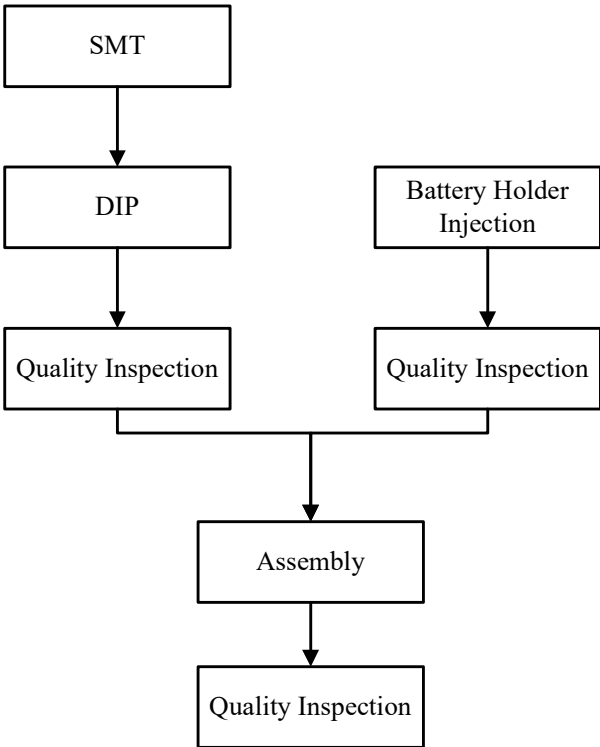 SMT
DIP
Battery Holder
Injection
Quality Inspection
Quality Inspection
Assembly
Quality Inspection